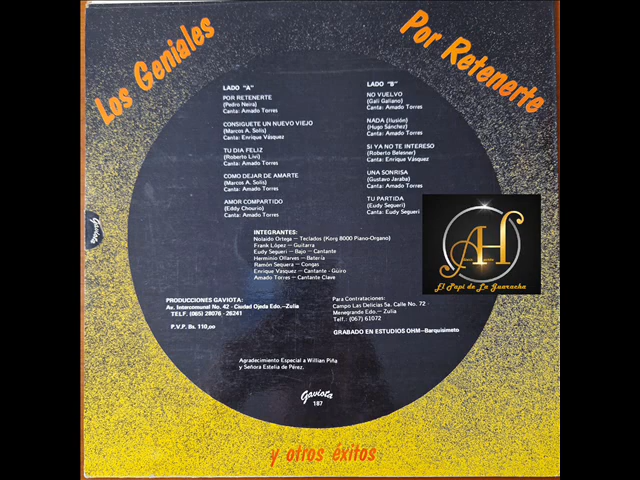 Los Geniales
Por Retenerte
LADO "A"
POR RETENERTE
(Pedro Neira)
Canta: Amado Torres
CONSIGUETE UN NUEVO VIEJO
(Marcos A. Solis)
Canta: Enrique Vásquez
TU DIA FELIZ
(Roberto Livi)
Canta: Amado Torres
COMO DEJAR DE AMARTE
(Marcos A. Solis)
Canta: Amado Torres
AMOR COMPARTIDO
(Eddy Chourio)
Canta: Amado Torres
LADO "B"
NO VUELVO
(Gali Galiano)
Canta: Amado Torres
NADA (Ilusión)
(Hugo Sánchez)
Canta: Amado Torres
SI YA NO TE INTERESO
(Roberto Belesner)
Canta: Enrique Vásquez
UNA SONRISA
(Gustavo Jaraba)
Canta: Amado Torres
TU PARTIDA
(Eudy Segueri)
Canta: Eudy Segueri
INTEGRANTES:
Nolaido Ortega – Teclados (Korg 8000 Piano-Organo)
Frank López – Guitarra
Eudy Segueri – Bajo – Cantante
Herminio Ollarves – Batería
Ramón Sequera – Congas
Enrique Vásquez – Cantante - Güiro
Amado Torres – Cantante Clave
PRODUCCIONES GAVIOTA:
Av. Intercomunal No. 42 - Ciudad Ojeda Edo.–Zulia
TELF. (065) 28076 - 26241
P.V.P. Bs. 110,oo
Para Contrataciones:
Campo Las Delicias 5a. Calle No. 72 -
Menegrande Edo.– Zulia
Telf.: (067) 61072
GRABADO EN ESTUDIOS OHM–Barquisimeto
Agradecimiento Especial a Willian Piña
y Señora Estelia de Pérez.
Gaviota
187
y otros éxitos
Gaviota
AH
El Papi de La Guaracha